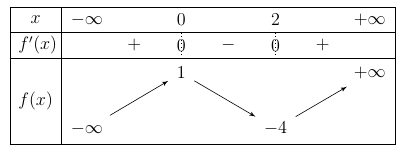 x −∞ 0 2 +∞
f′(x) + 0 − 0 +
1 +∞
f(x)
−∞ −4